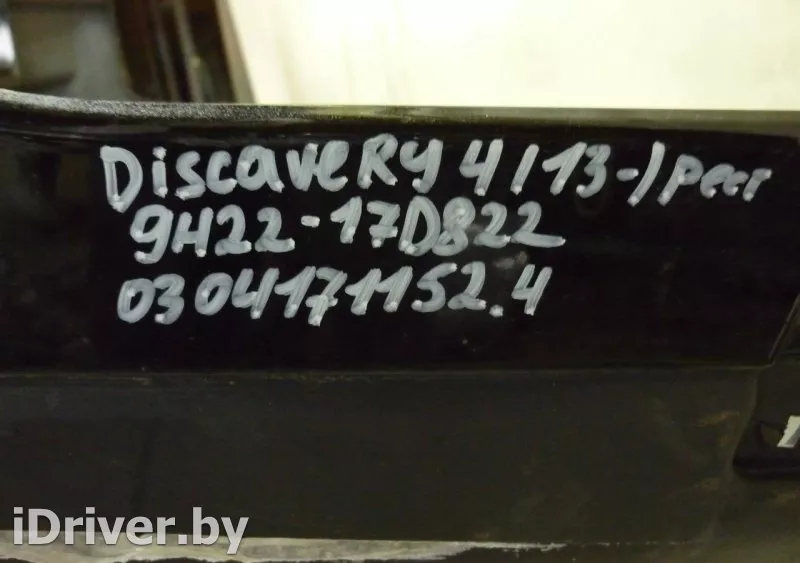 DiscaveRy 4 /13-/ рест
9H22-17D822
0304171152.4
iDriver.by